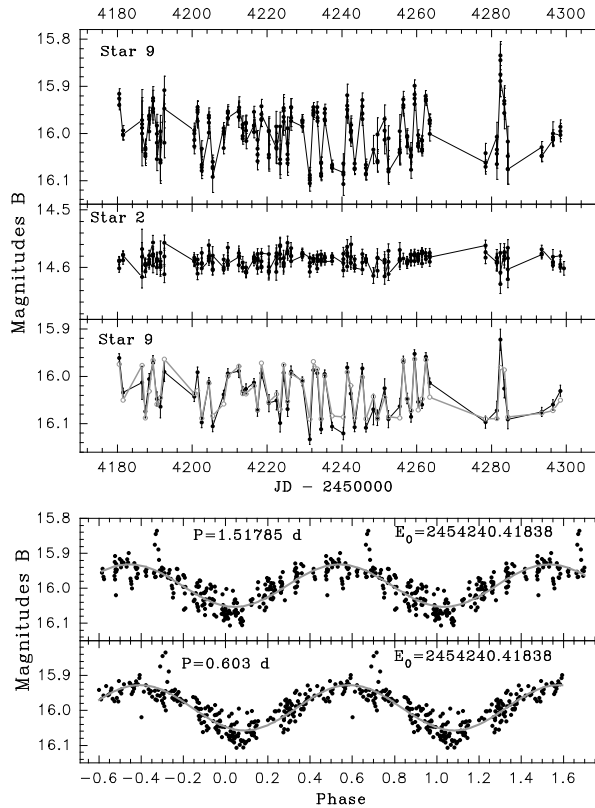 4180 4200 4220 4240 4260 4280 4300
Star 9
15.8
15.9
16.0
16.1
Star 2
14.5
14.6
Star 9
15.9
16.0
16.1
Magnitudes B
4180 4200 4220 4240 4260 4280 4300
JD − 2450000
P=1.51785 d
E0=2454240.41838
15.8
15.9
16.0
16.1
P=0.603 d
E0=2454240.41838
15.9
16.0
16.1
Magnitudes B
−0.6 −0.4 −0.2 0.0 0.2 0.4 0.6 0.8 1.0 1.2 1.4 1.6
Phase